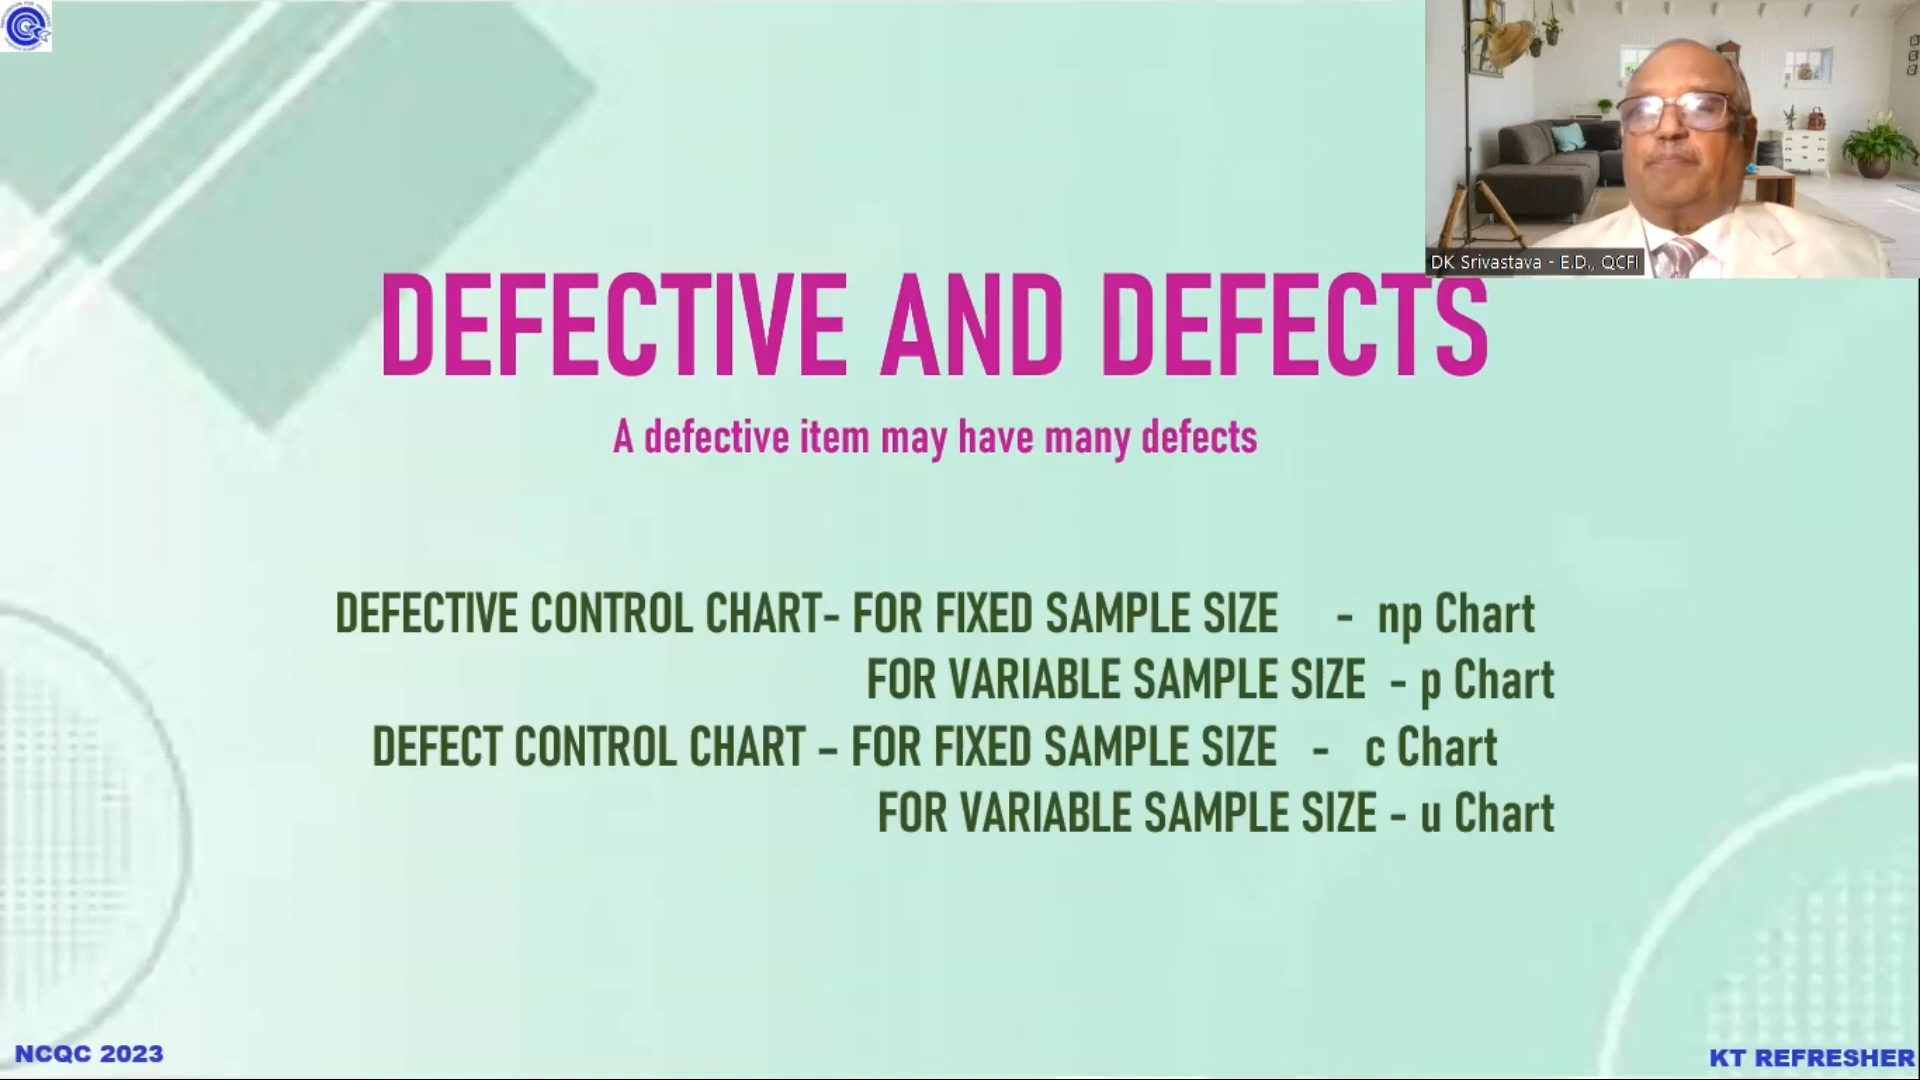 DK Srivastava - E.D., QCFI
DEFECTIVE AND DEFECTS
A defective item may have many defects
DEFECTIVE CONTROL CHART- FOR FIXED SAMPLE SIZE - np Chart
FOR VARIABLE SAMPLE SIZE - p Chart
DEFECT CONTROL CHART – FOR FIXED SAMPLE SIZE - c Chart
FOR VARIABLE SAMPLE SIZE - u Chart
NCQC 2023
KT REFRESHER